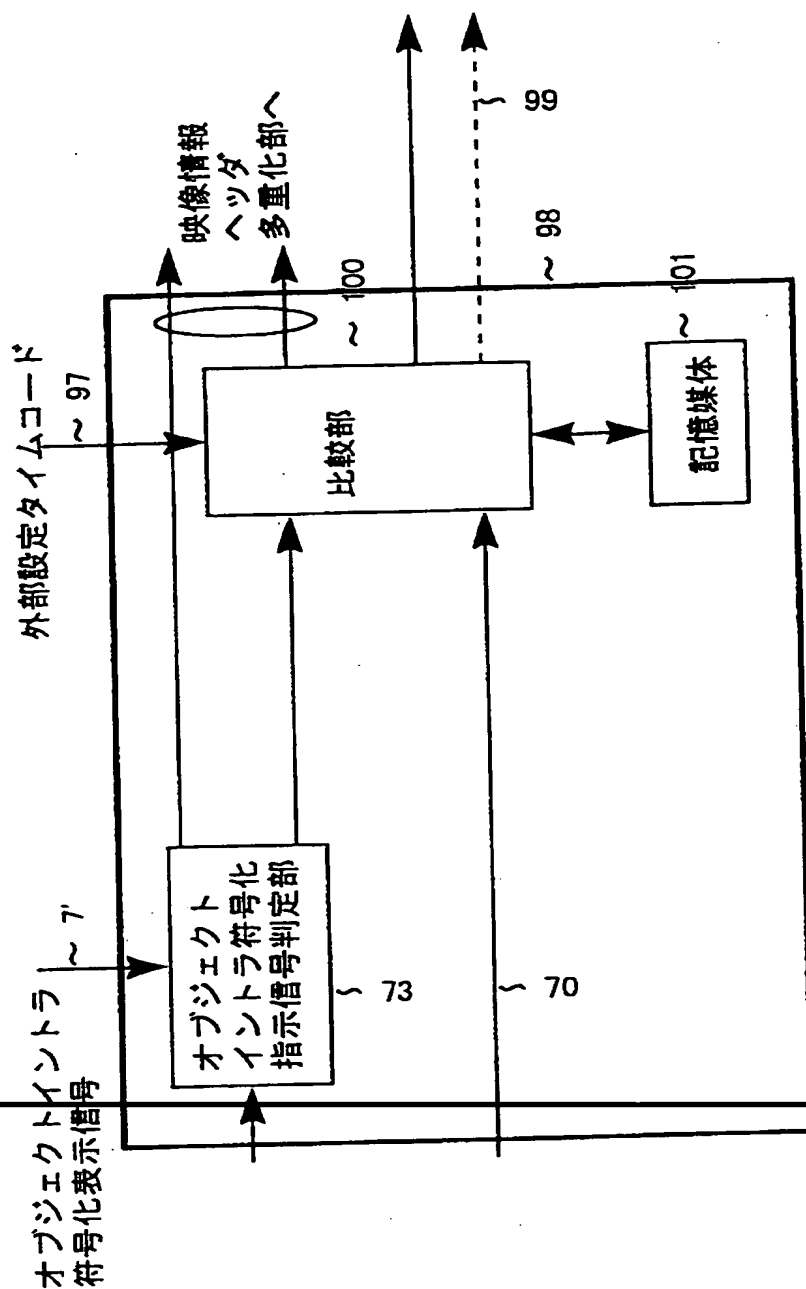 オブジェクトイントラ
符号化表示信号
7'
外部設定タイムコード
97
映像情報
ヘッダ
多重化部へ
オブジェクト
イントラ符号化
指示信号判定部
73
比較部
100
99
98
70
記憶媒体
101